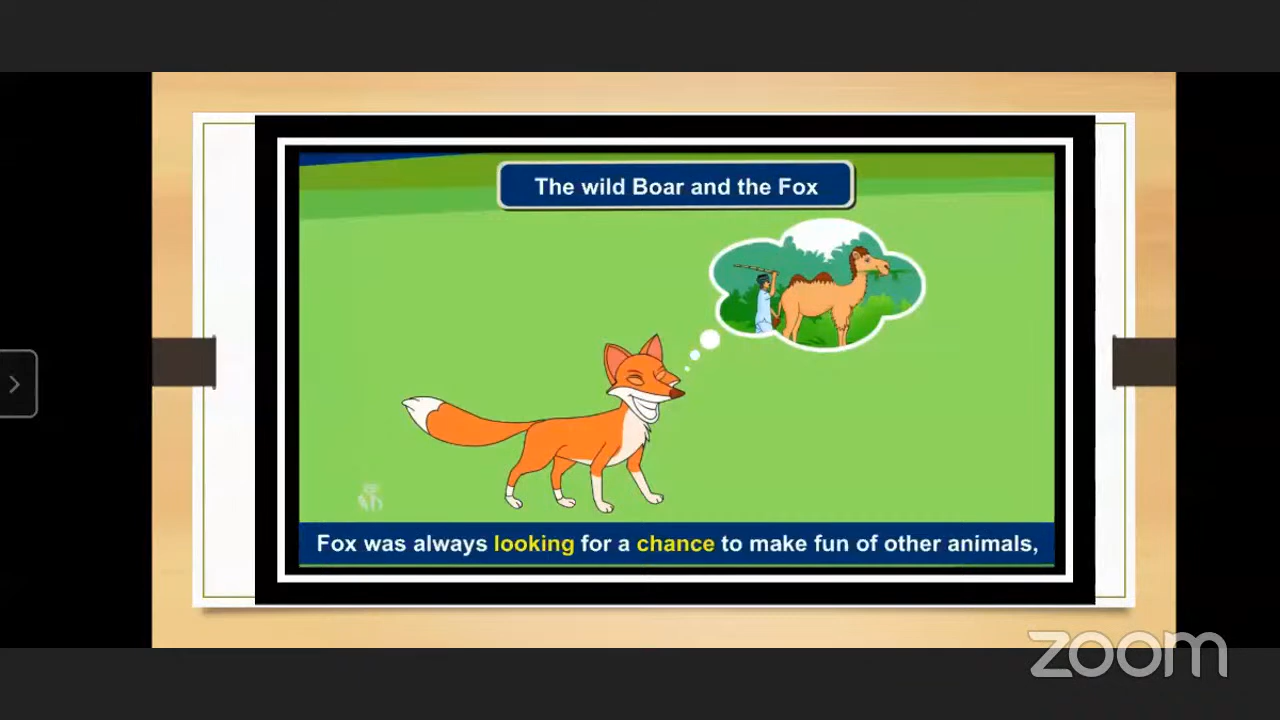 The wild Boar and the Fox
Fox was always looking for a chance to make fun of other animals,
zoom